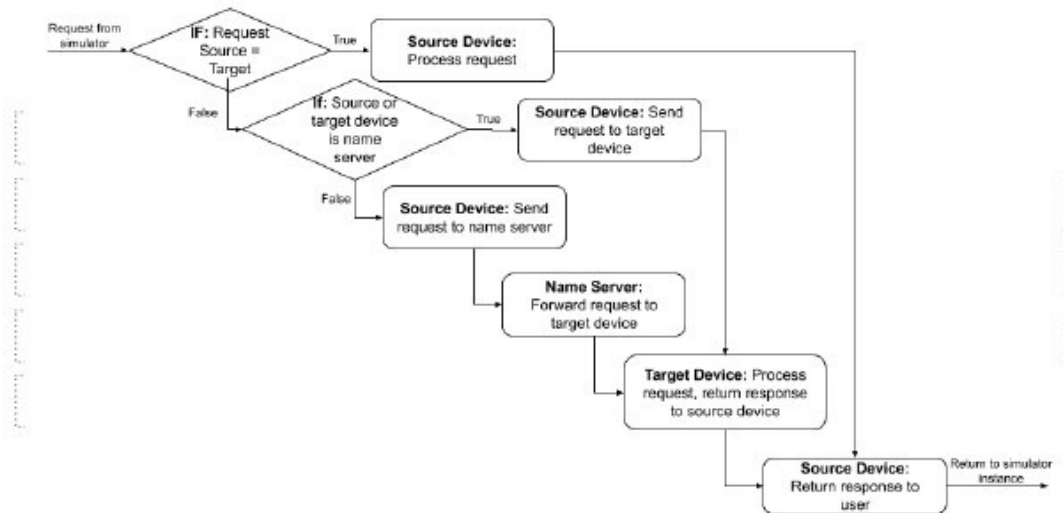 Request from
simulator
IF: Request
Source =
Target
True
Source Device:
Process request
False
If: Source or
target device
is name
server
True
Source Device: Send
request to target
device
False
Source Device: Send
request to name server
Name Server:
Forward request to
target device
Target Device: Process
request, return response
to source device
Source Device:
Return response to
user
Return to simulator
instance